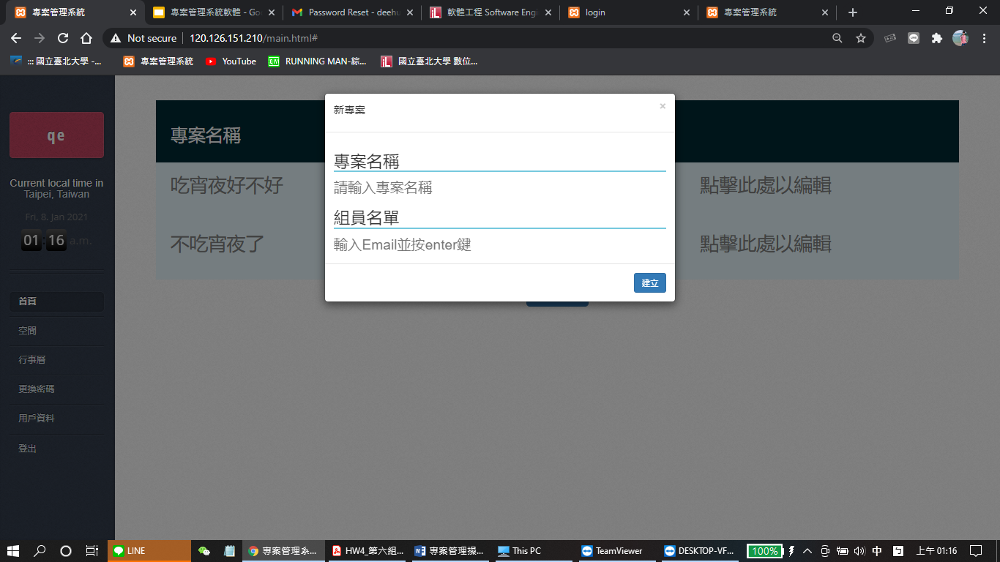 專案管理系統
專案管理系統軟體 - Go
Password Reset - deehu
軟體工程 Software Eng
login
專案管理系統
Not secure
120.126.151.210/main.html#
::: 國立臺北大學 -...
專案管理系統
YouTube
RUNNING MAN-綜...
國立臺北大學 數位...
qe
Current local time in
Taipei, Taiwan
Fri, 8. Jan 2021
01 16 a.m.
首頁
空間
行事曆
更換密碼
用戶資料
登出
專案名稱
吃宵夜好不好
點擊此處以編輯
不吃宵夜了
點擊此處以編輯
新專案
×
專案名稱
請輸入專案名稱
組員名單
輸入Email並按enter鍵
建立
LINE
專案管理系...
HW4_第六組...
專案管理操...
This PC
TeamViewer
DESKTOP-VF...
100%
中
ㄅ
上午 01:16